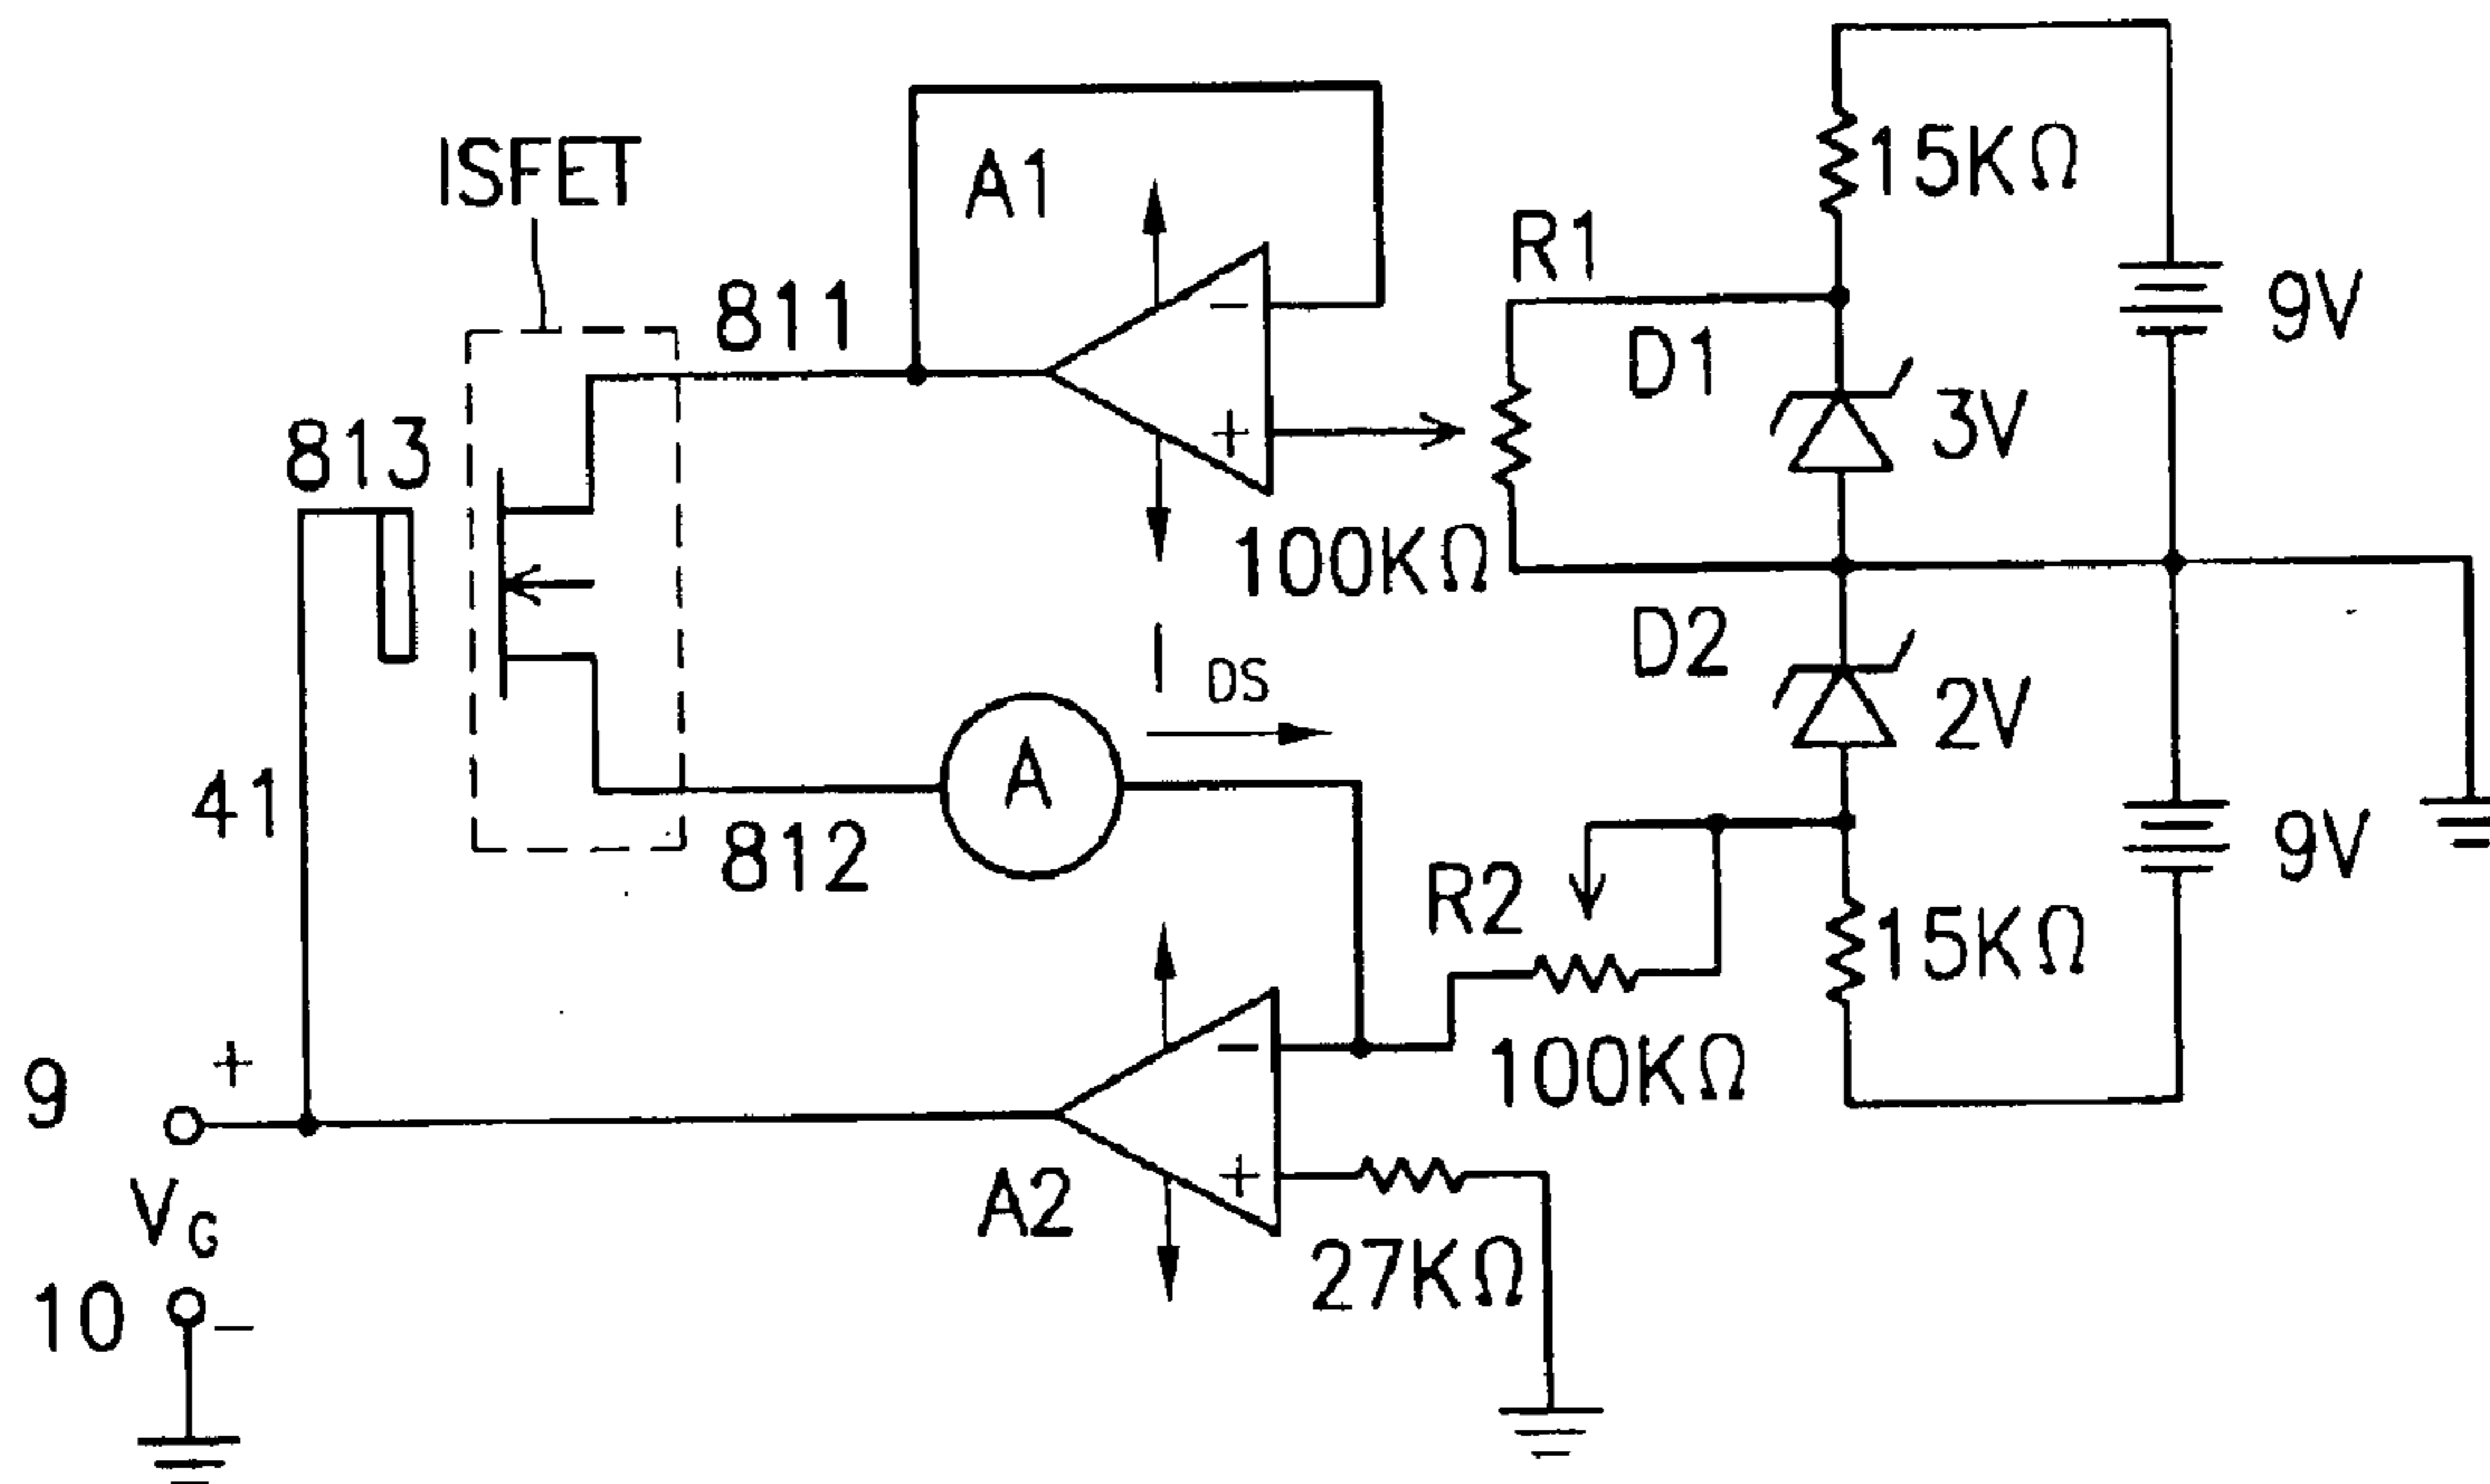 ISFET
A1
15KΩ
R1
9V
811
D1
3V
−
+
813
100KΩ
D2
I DS
2V
41
A
812
R2
9V
15KΩ
−
100KΩ
9
+
+
A2
VG
27KΩ
10
−